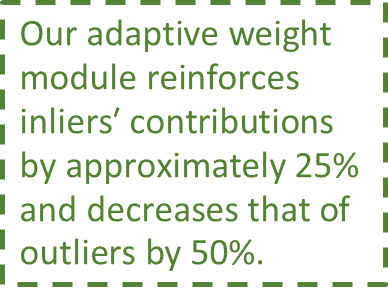 Our adaptive weight
module reinforces
inliers’ contributions
by approximately 25%
and decreases that of
outliers by 50%.